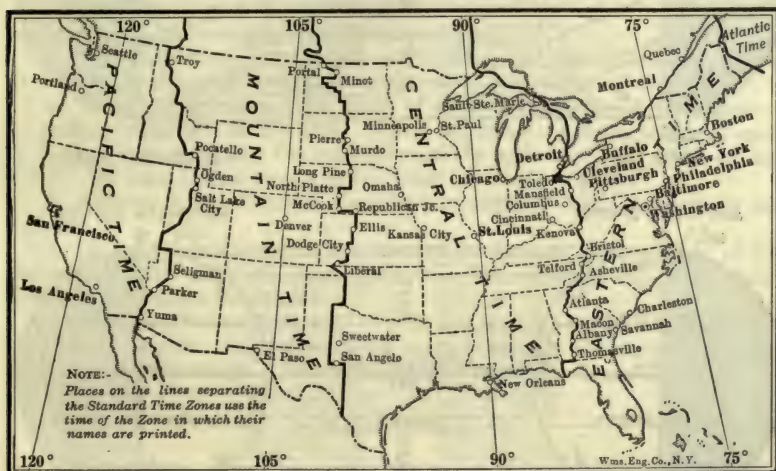 120°
105°
90°
75°
Atlantic
Time
Seattle
Troy
Portal
Minot
Quebec
Montreal
Portland
PACIFIC
TIME
MOUNTAIN
TIME
CENTRAL
TIME
EASTERN
TIME
Sault-Ste. Marie
Minneapolis
St. Paul
Boston
Pierre
Murdo
Detroit
Buffalo
New York
Pocatello
Long Pine
Chicago
Cleveland
Philadelphia
Ogden
North Platte
Omaha
Toledo
Pittsburgh
Mansfield
Baltimore
Salt Lake
City
McCook
Republican Jc.
Columbus
Washington
San Francisco
Denver
Ellis
Kansas City
St. Louis
Cincinnati
Kenova
Dodge City
Bristol
Seligman
Liberal
Telford
Asheville
Los Angeles
Parker
Atlanta
Charleston
Yuma
Sweetwater
Macon
Albany
Savannah
El Paso
San Angelo
Thomasville
New Orleans
NOTE:-
Places on the lines separating
the Standard Time Zones use the
time of the Zone in which their
names are printed.
Wms. Eng. Co., N.Y.
120°
105°
90°
75°